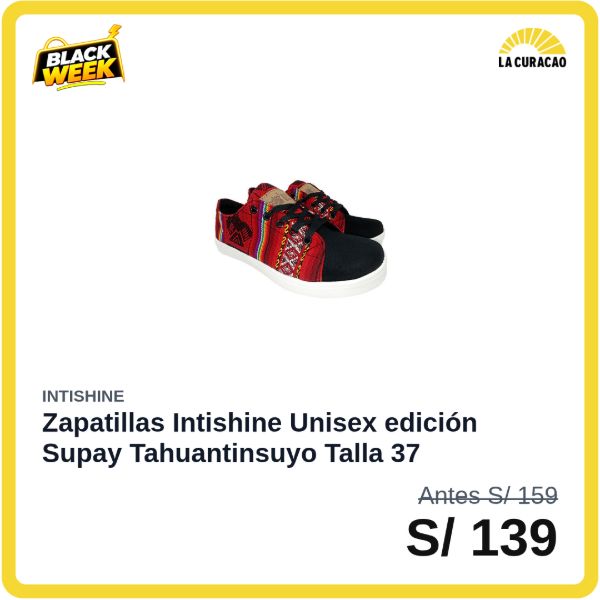 BLACK
WEEK
LA CURACAO
INTISHINE
Zapatillas Intishine Unisex edición
Supay Tahuantinsuyo Talla 37
Antes S/ 159
S/ 139